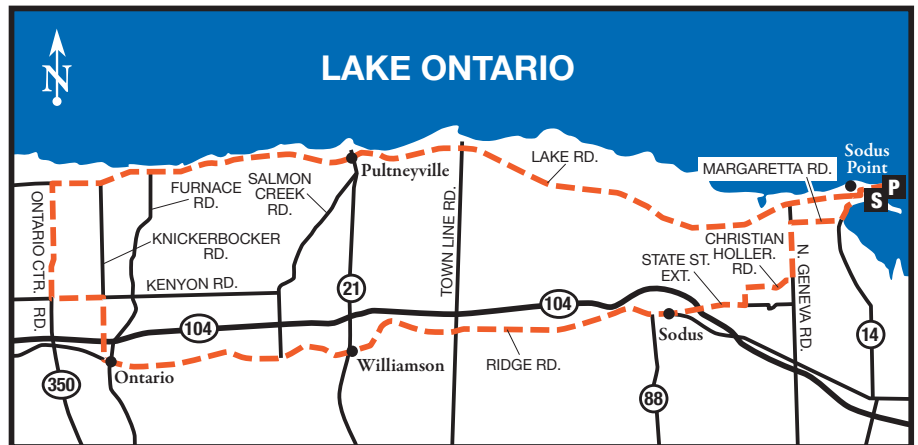 N
LAKE ONTARIO
Sodus
Point
LAKE RD.
MARGARETTA RD.
P
S
Pultneyville
SALMON
CREEK
RD.
FURNACE
RD.
ONTARIO CTR.
RD.
KNICKERBOCKER
RD.
TOWN LINE RD.
CHRISTIAN
HOLLER.
RD.
STATE ST.
EXT.
N. GENEVA RD.
KENYON RD.
21
104
104
Sodus
14
Williamson
RIDGE RD.
Ontario
350
88